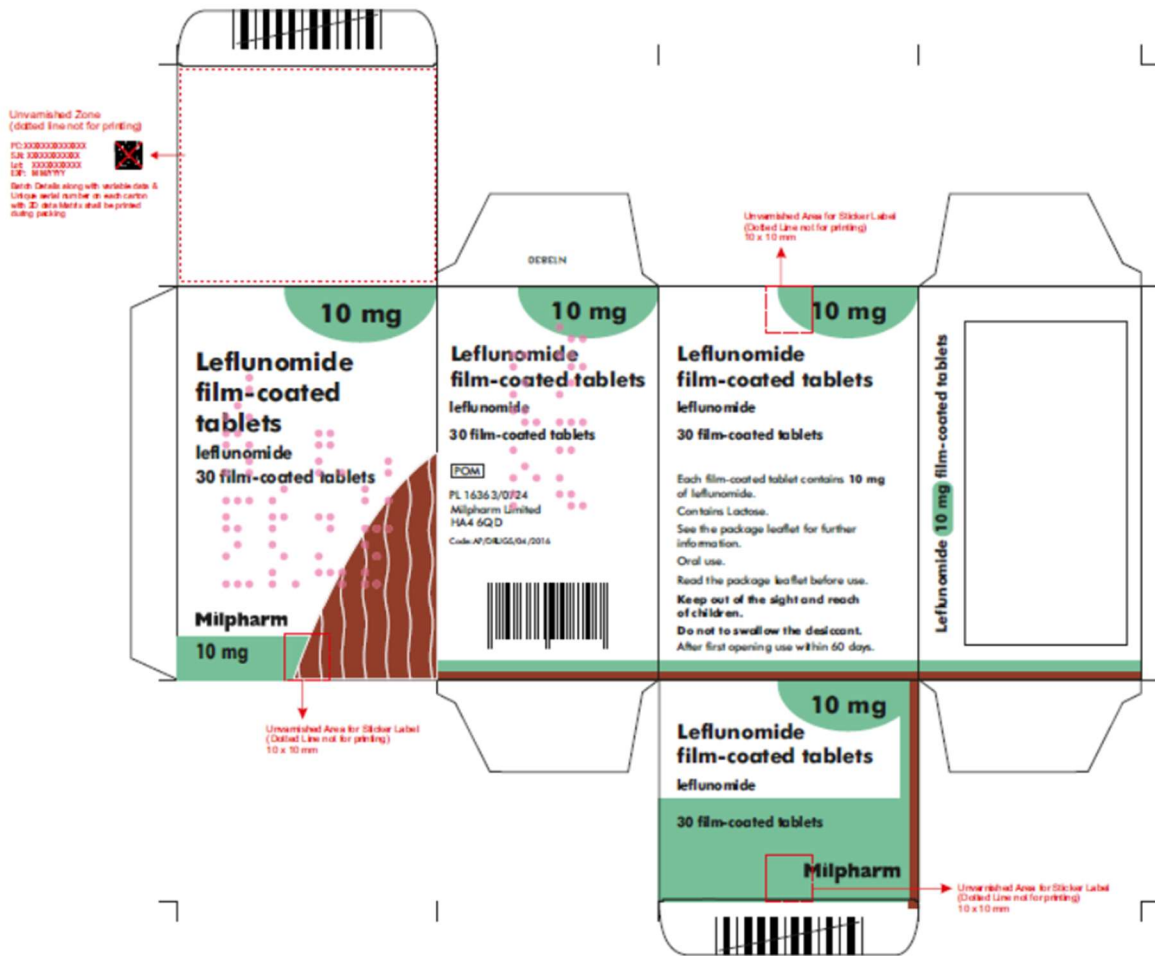 Unvarnished Zone
(dotted line not for printing)
PC: XXXXXXXXXXXXXX
S.N: XXXXXXXXXXXX
Lot: XXXXXXXXXX
EXP: MM/YYYY
Batch Details along with variable data &
Unique serial number on each carton
with 2D data Matrix shall be printed
during packing
10 mg
Leflunomide
film-coated
tablets
leflunomide
30 film-coated tablets
Milpharm
10 mg
Unvarnished Area for Sticker Label
(Dotted Line not for printing)
10 x 10 mm
10 mg
Leflunomide
film-coated tablets
leflunomide
30 film-coated tablets
POM
PL 16363/0724
Milpharm Limited
HA4 6QD
Code: AP/DRUGS/04/2016
Unvarnished Area for Sticker Label
(Dotted Line not for printing)
10 x 10 mm
10 mg
Leflunomide
film-coated tablets
leflunomide
30 film-coated tablets
Each film-coated tablet contains 10 mg
of leflunomide.
Contains Lactose.
See the package leaflet for further
information.
Oral use.
Read the package leaflet before use.
Keep out of the sight and reach
of children.
Do not to swallow the desiccant.
After first opening use within 60 days.
Leflunomide 10 mg film-coated tablets
10 mg
Leflunomide
film-coated tablets
leflunomide
30 film-coated tablets
Milpharm
Unvarnished Area for Sticker Label
(Dotted Line not for printing)
10 x 10 mm